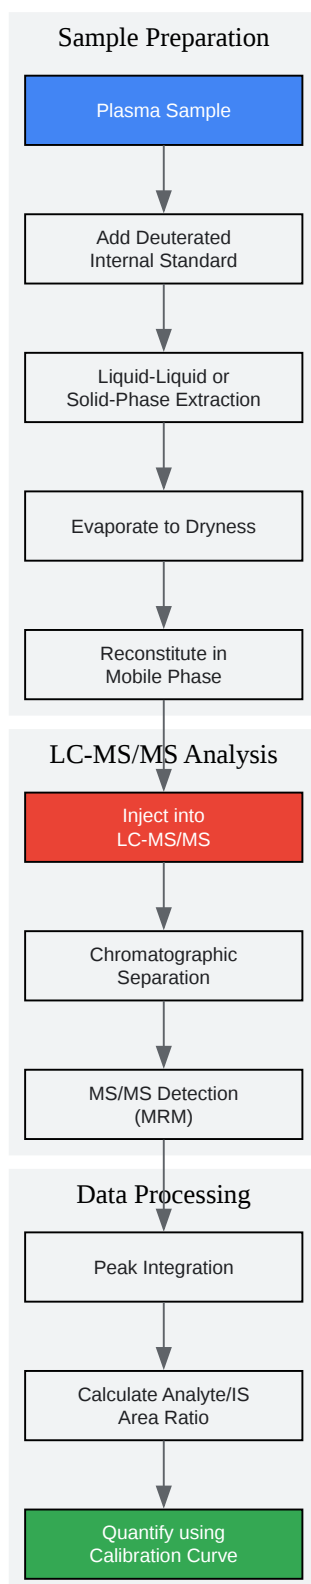 Sample Preparation
Plasma Sample
Add Deuterated
Internal Standard
Liquid-Liquid or
Solid-Phase Extraction
Evaporate to Dryness
Reconstitute in
Mobile Phase
LC-MS/MS Analysis
Inject into
LC-MS/MS
Chromatographic
Separation
MS/MS Detection
(MRM)
Data Processing
Peak Integration
Calculate Analyte/IS
Area Ratio
Quantify using
Calibration Curve